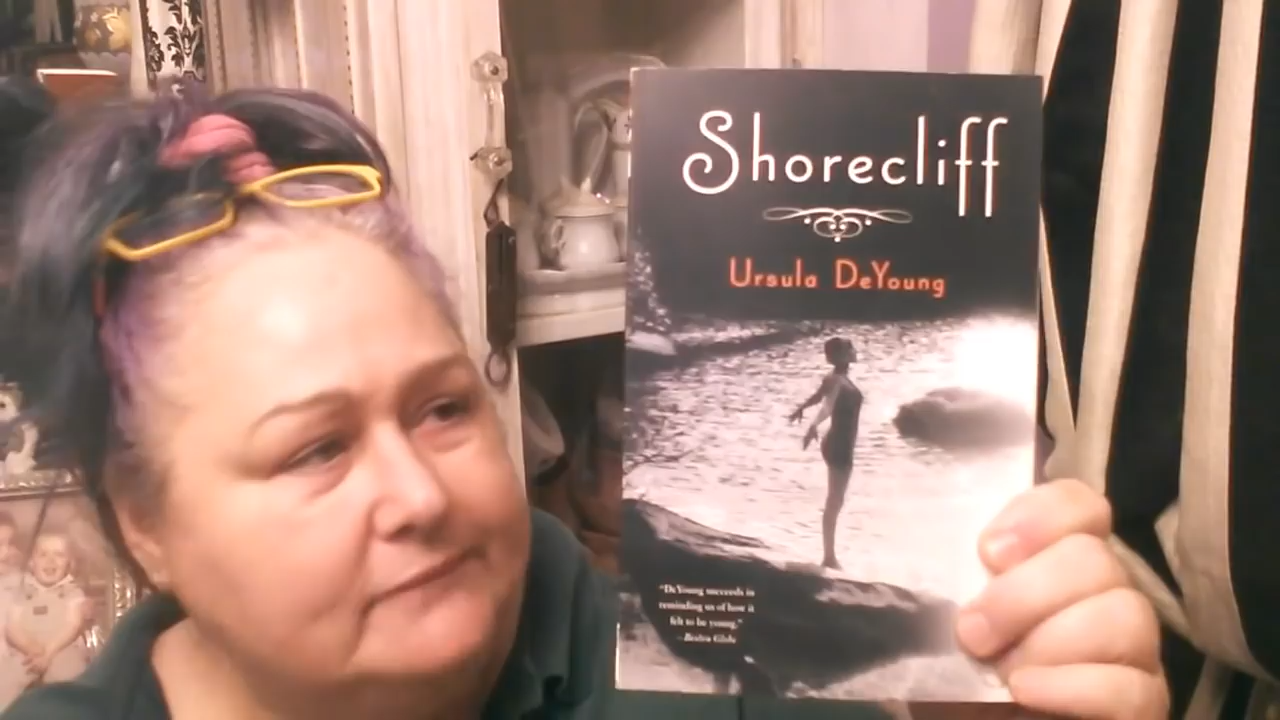 Shorecliff
Ursula DeYoung
"DeYoung succeeds in
reminding us of how it
felt to be young."
–Boston Globe